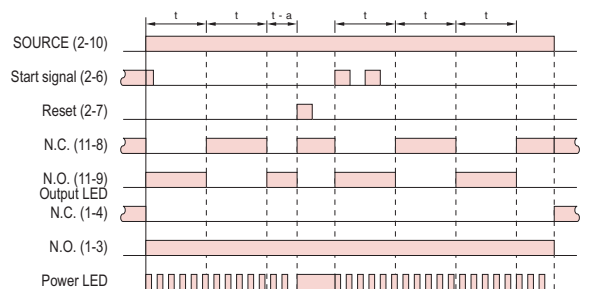 t t t - a t t t
SOURCE (2-10)
Start signal (2-6)
Reset (2-7)
N.C. (11-8)
N.O. (11-9)
Output LED
N.C. (1-4)
N.O. (1-3)
Power LED